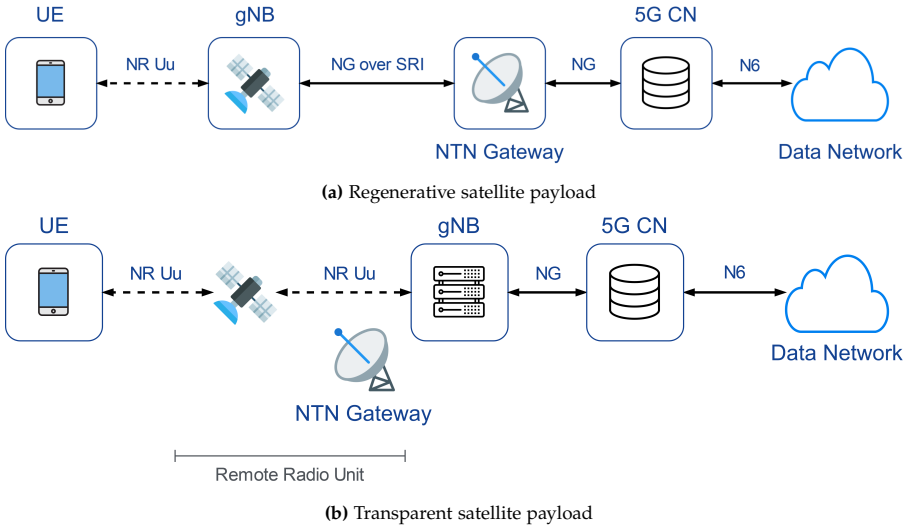 UE
gNB
5G CN
NR Uu
NG over SRI
NG
N6
NTN Gateway
Data Network
(a) Regenerative satellite payload
UE
gNB
5G CN
NR Uu
NR Uu
NG
N6
Data Network
NTN Gateway
Remote Radio Unit
(b) Transparent satellite payload